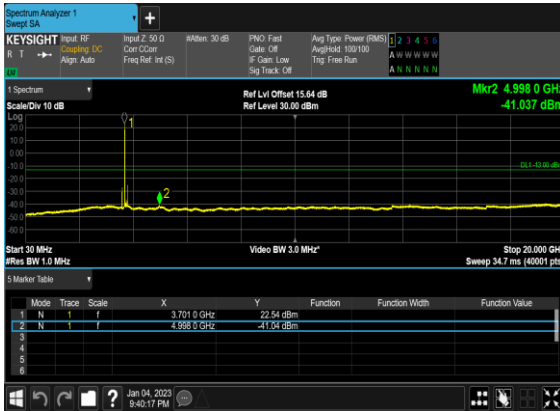 Spectrum Analyzer 1
Swept SA
+
KEYSIGHT
R T
Input: RF
Coupling: DC
Align: Auto
Input Z: 50 Ω
Corr CCorr
Freq Ref: Int (S)
#Atten: 30 dB
PNO: Fast
Gate: Off
IF Gain: Low
Sig Track: Off
Avg Type: Power (RMS)
Avg|Hold: 100/100
Trig: Free Run
1 2 3 4 5 6
A W W W W W
A N N N N N
1 Spectrum
Scale/Div 10 dB
Ref Lvl Offset 15.64 dB
Ref Level 30.00 dBm
Mkr2 4.998 0 GHz
-41.037 dBm
Log
20.0
10.0
0.00
-10.0
-20.0
-30.0
-40.0
-50.0
-60.0
1
2
DL1 -13.00 dBm
Start 30 MHz
#Res BW 1.0 MHz
Video BW 3.0 MHz*
Stop 20.000 GH
Sweep 34.7 ms (40001 pts
5 Marker Table
Mode Trace Scale X Y Function Function Width Function Value
1 N 1 f 3.701 0 GHz 22.54 dBm
2 N 1 f 4.998 0 GHz -41.04 dBm
3
4
5
6
?
Jan 04, 2023
9:40:17 PM